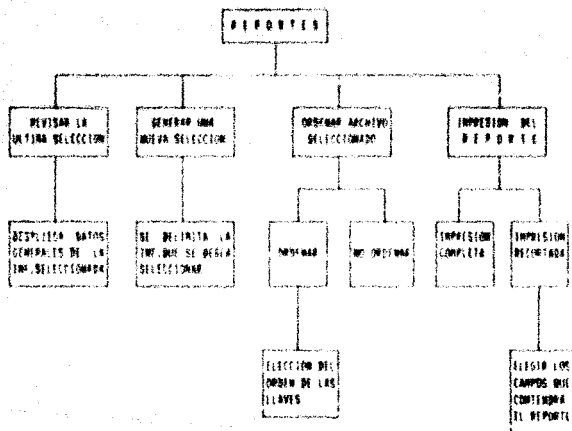 REPORTES
REVISAR LA
ULTIMA SELECCION
GENERAR UNA
NUEVA SELECCION
ORDENAR ARCHIVO
SELECCIONADO
IMPRESION DEL
REPORTE
DESPLIEGA DATOS
GENERALES DE LA
INF.SELECCIONADA
SE DELIMITA LA
INF.QUE SE DESEA
SELECCIONAR
ORDENAR
NO ORDENAR
IMPRESION
COMPLETA
IMPRESION
RECORTADA
ELECCION DEL
ORDEN DE LAS
LLAVES
ELEGIR LOS
CAMPOS QUE
CONTENDRA
EL REPORTE